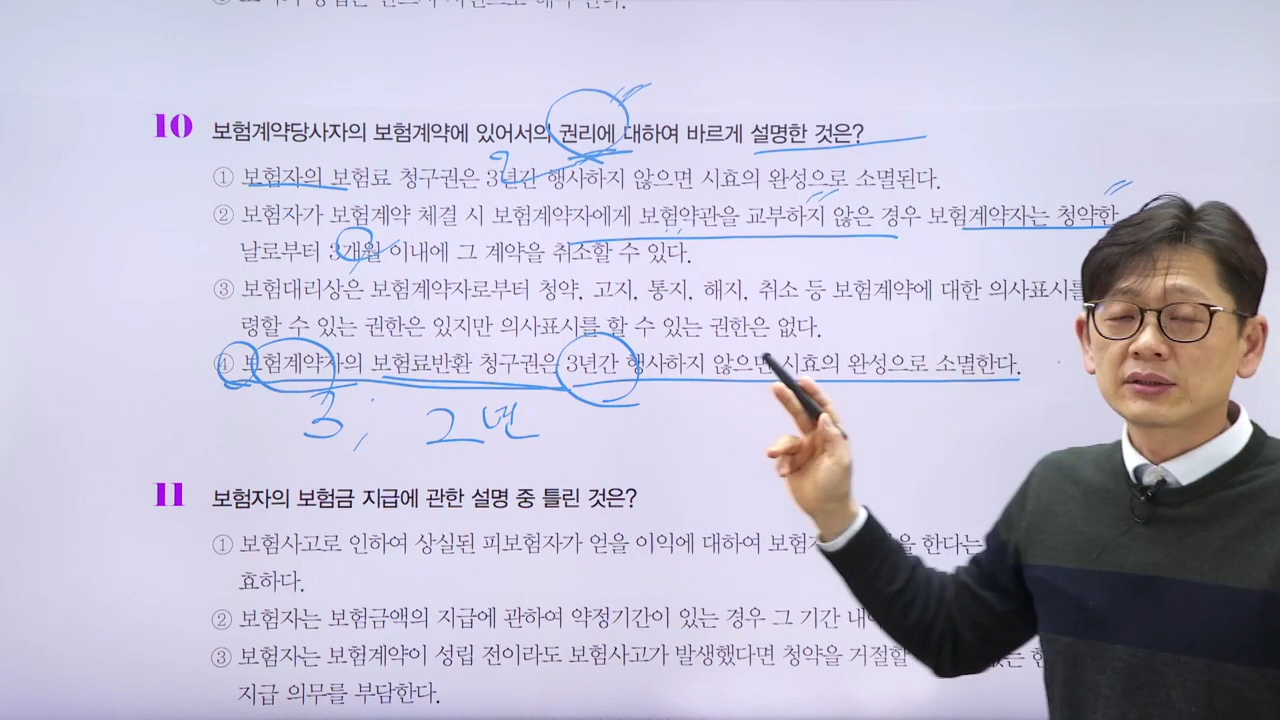 10 보험계약당사자의 보험계약에 있어서의 권리에 대하여 바르게 설명한 것은?
① 보험자의 보험료 청구권은 3년간 행사하지 않으면 시효의 완성으로 소멸된다.
2
② 보험자가 보험계약 체결 시 보험계약자에게 보험약관을 교부하지 않은 경우 보험계약자는 청약한
날로부터 3개월 이내에 그 계약을 취소할 수 있다.
③ 보험대리상은 보험계약자로부터 청약, 고지, 통지, 해지, 취소 등 보험계약에 대한 의사표시를
령할 수 있는 권한은 있지만 의사표시를 할 수 있는 권한은 없다.
④ 보험계약자의 보험료반환 청구권은 3년간 행사하지 않으면 시효의 완성으로 소멸한다.
3; 2년
11 보험자의 보험금 지급에 관한 설명 중 틀린 것은?
① 보험사고로 인하여 상실된 피보험자가 얻을 이익에 대하여 한다는
효하다.
② 보험자는 보험금액의 지급에 관하여 약정기간이 있는 경우 그 기간
③ 보험자는 보험계약이 성립 전이라도 보험사고가 발생했다면 청약을 거절할
지급 의무를 부담한다.